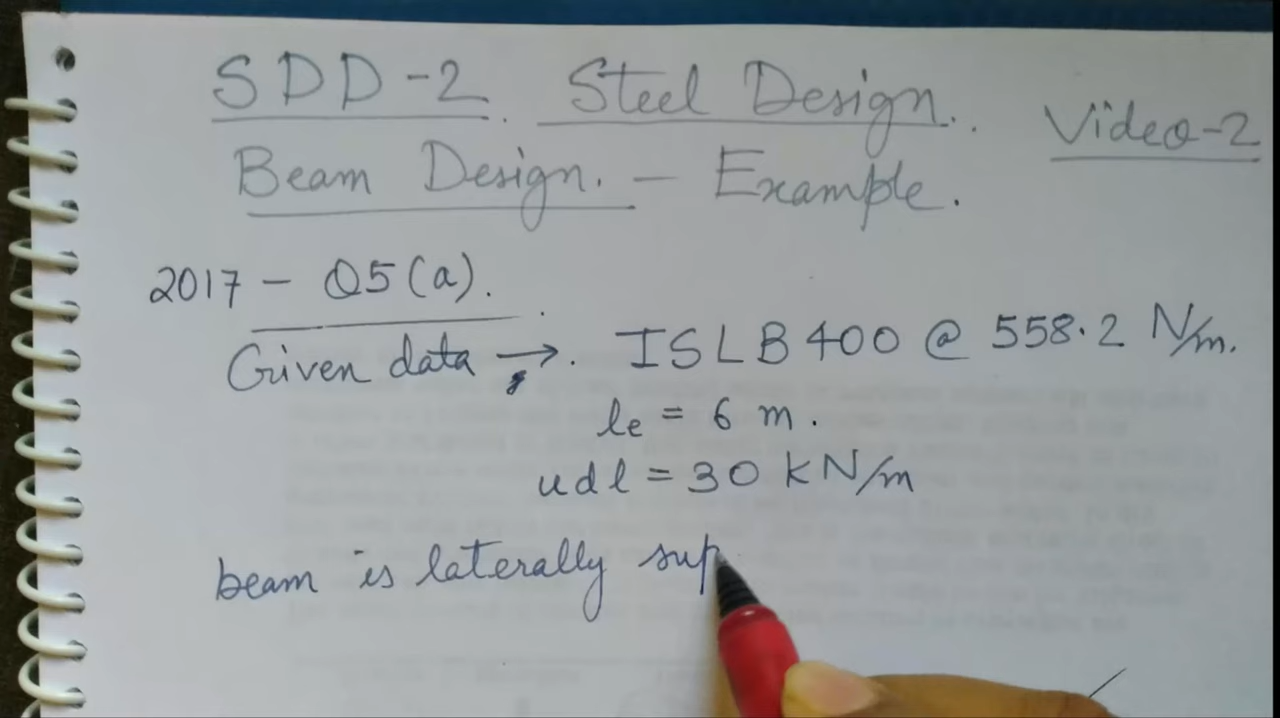 SDD-2. Steel Design. Video-2
Beam Design. - Example.
2017 - Q5(a).
Given data → ISLB 400 @ 558.2 N/m.
le = 6 m.
udl = 30 kN/m
beam is laterally sup